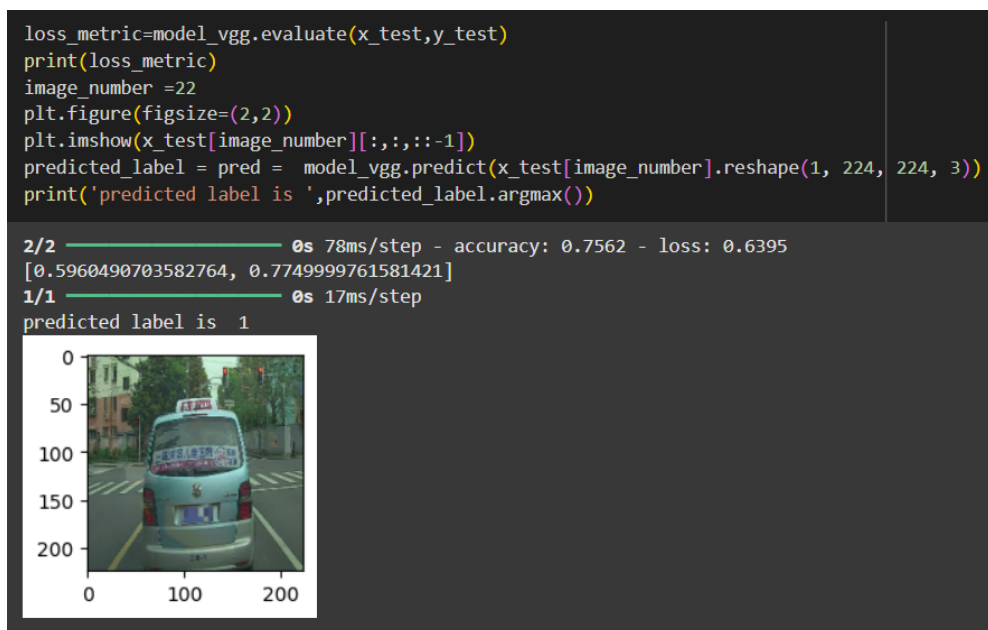 loss_metric=model_vgg.evaluate(x_test,y_test)
print(loss_metric)
image_number =22
plt.figure(figsize=(2,2))
plt.imshow(x_test[image_number][:,:,::-1])
predicted_label = pred =  model_vgg.predict(x_test[image_number].reshape(1, 224, 224, 3))
print('predicted label is ',predicted_label.argmax())
2/2 ━━━━━━━━━━━━━━━━━━━━ 0s 78ms/step - accuracy: 0.7562 - loss: 0.6395
[0.5960490703582764, 0.7749999761581421]
1/1 ━━━━━━━━━━━━━━━━━━━━ 0s 17ms/step
predicted label is  1
0
50
100
150
200
0 100 200